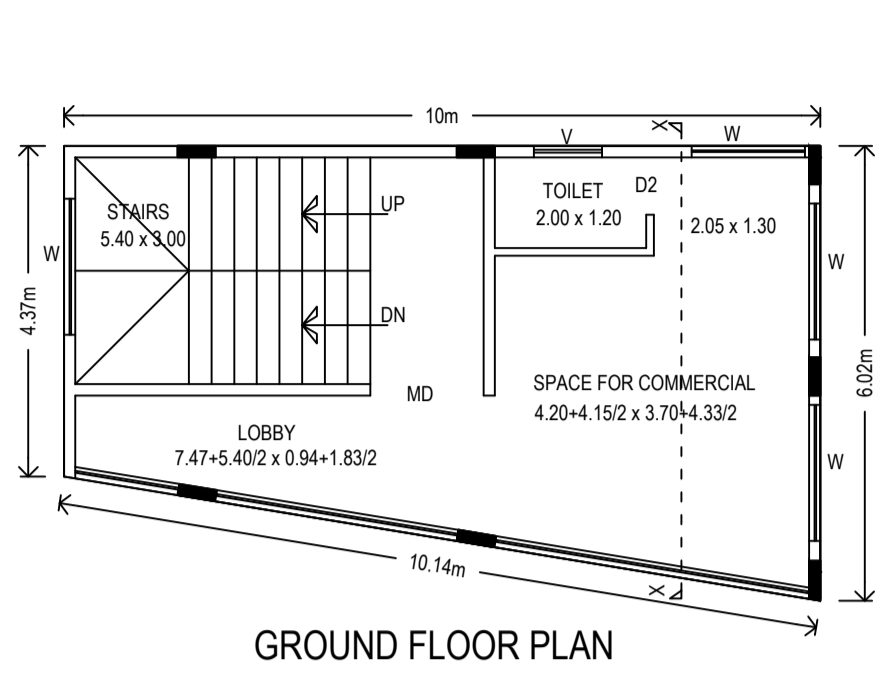 10m
X
V
W
TOILET
2.00 x 1.20
D2
2.05 x 1.30
STAIRS
5.40 x 3.00
UP
W
W
4.37m
DN
6.02m
MD
SPACE FOR COMMERCIAL
4.20+4.15/2 x 3.70+4.33/2
LOBBY
7.47+5.40/2 x 0.94+1.83/2
W
10.14m
X
GROUND FLOOR PLAN